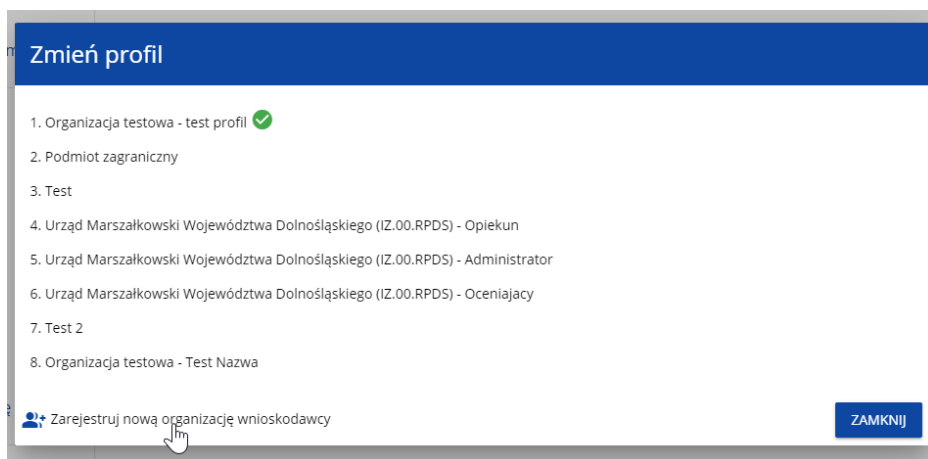 Zmień profil
1. Organizacja testowa - test profil
2. Podmiot zagraniczny
3. Test
4. Urząd Marszałkowski Województwa Dolnośląskiego (IZ.00.RPDS) - Opiekun
5. Urząd Marszałkowski Województwa Dolnośląskiego (IZ.00.RPDS) - Administrator
6. Urząd Marszałkowski Województwa Dolnośląskiego (IZ.00.RPDS) - Oceniajacy
7. Test 2
8. Organizacja testowa - Test Nazwa
Zarejestruj nową organizację wnioskodawcy
ZAMKNIJ